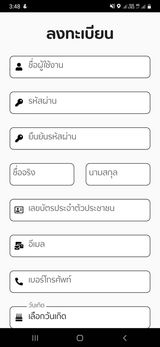 3:48
ลงทะเบียน
ชื่อผู้ใช้งาน
รหัสผ่าน
ยืนยันรหัสผ่าน
ชื่อจริง นามสกุล
เลขบัตรประจำตัวประชาชน
อีเมล
เบอร์โทรศัพท์
วันเกิด
เลือกวันเกิด